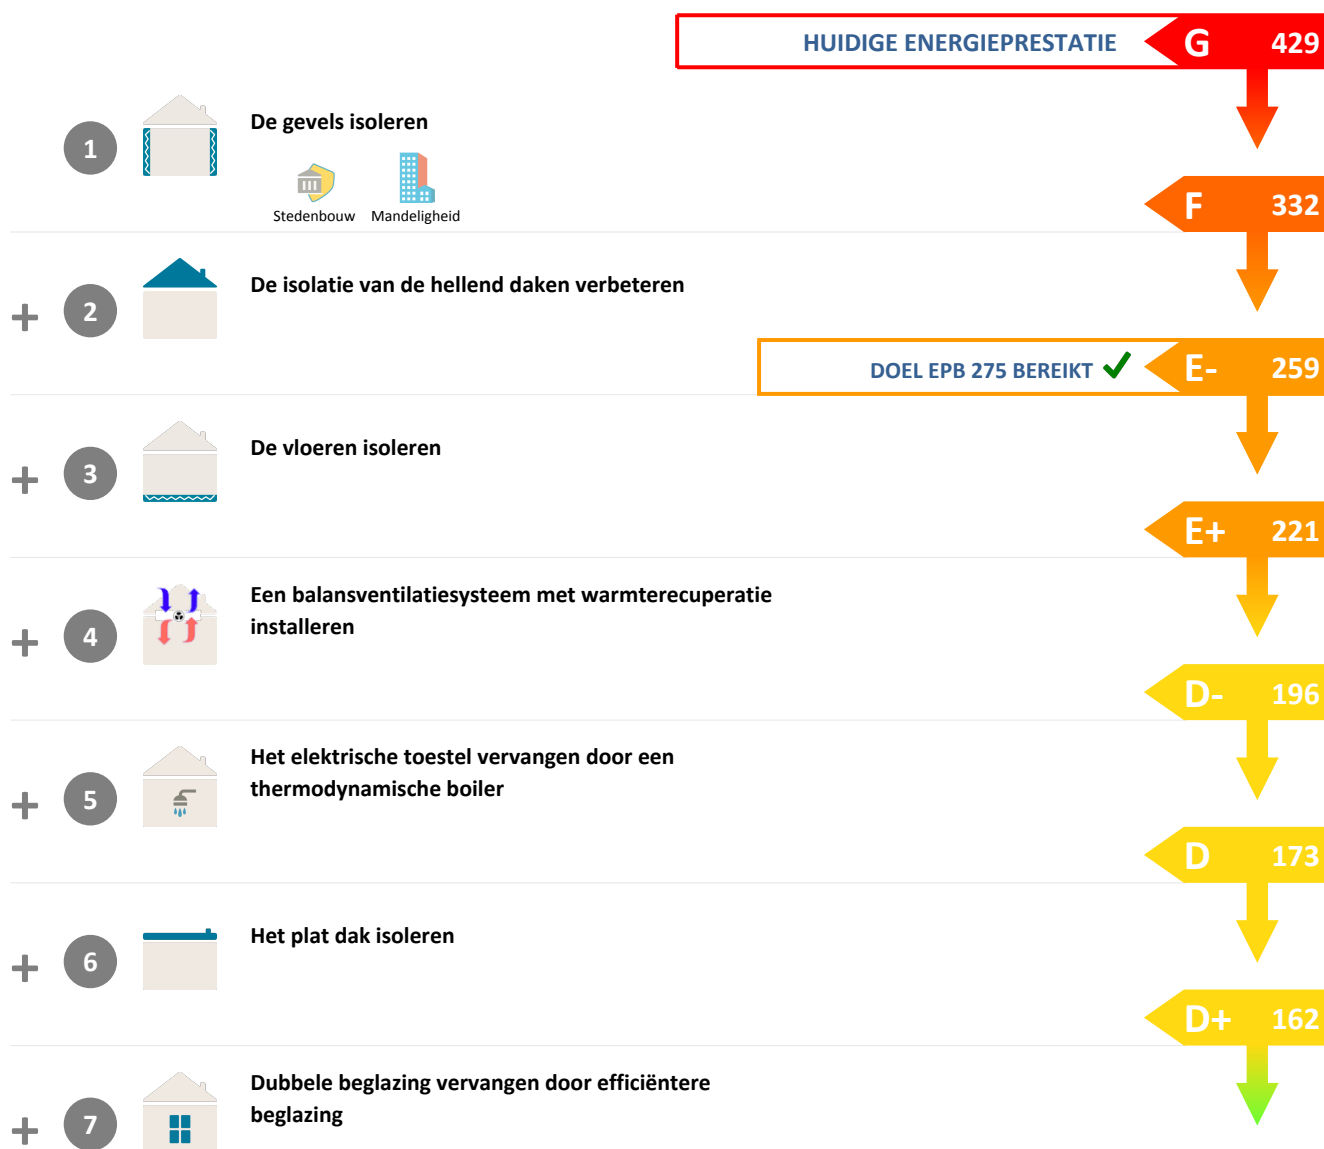 HUIDIGE ENERGIEPRESTATIE G 429
1 De gevels isoleren
Stedenbouw Mandeligheid
F 332
+ 2 De isolatie van de hellend daken verbeteren
DOEL EPB 275 BEREIKT ✓ E- 259
+ 3 De vloeren isoleren
E+ 221
Een balansventilatiesysteem met warmterecuperatie
+ 4 installeren
D- 196
Het elektrische toestel vervangen door een
+ 5 thermodynamische boiler
D 173
+ 6 Het plat dak isoleren
D+ 162
Dubbele beglazing vervangen door efficiëntere
+ 7 beglazing